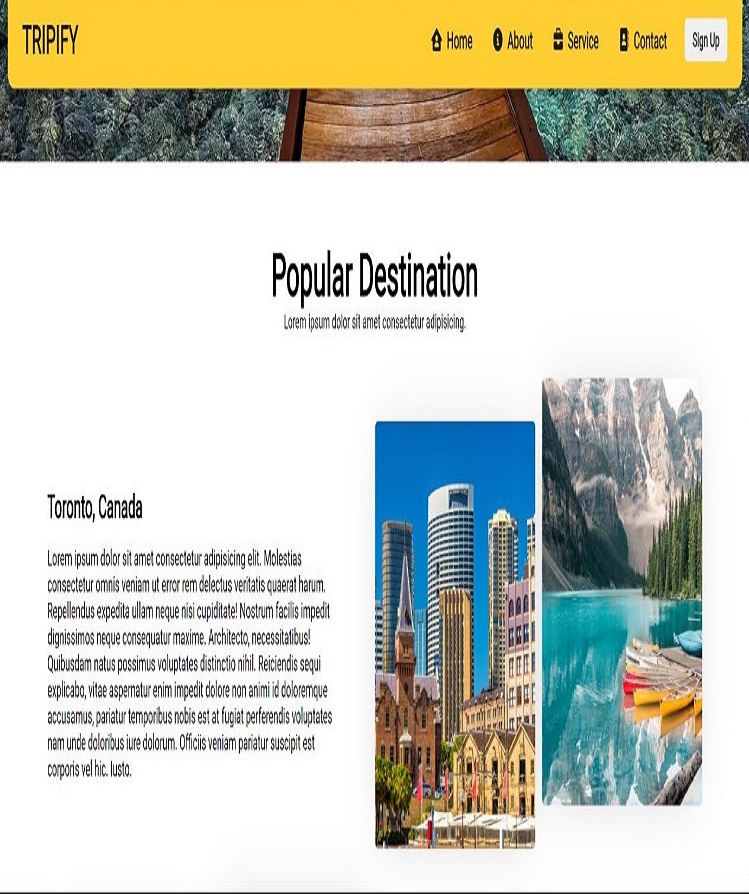 TRIPIFY
Home
About
Service
Contact
Sign Up
Popular Destination
Lorem ipsum dolor sit amet consectetur adipisicing.
Toronto, Canada
Lorem ipsum dolor sit amet consectetur adipisicing elit. Molestias
consectetur omnis veniam ut error rem delectus veritatis quaerat harum.
Repellendus expedita ullam neque nisi cupiditate! Nostrum facilis impedit
dignissimos neque consequatur maxime. Architecto, necessitatibus!
Quibusdam natus possimus voluptates distinctio nihil. Reiciendis sequi
explicabo, vitae aspernatur enim impedit dolore non animi id doloremque
accusamus, pariatur temporibus nobis est at fugiat perferendis voluptates
nam unde doloribus iure dolorum. Officiis veniam pariatur suscipit est
corporis vel hic. Iusto.